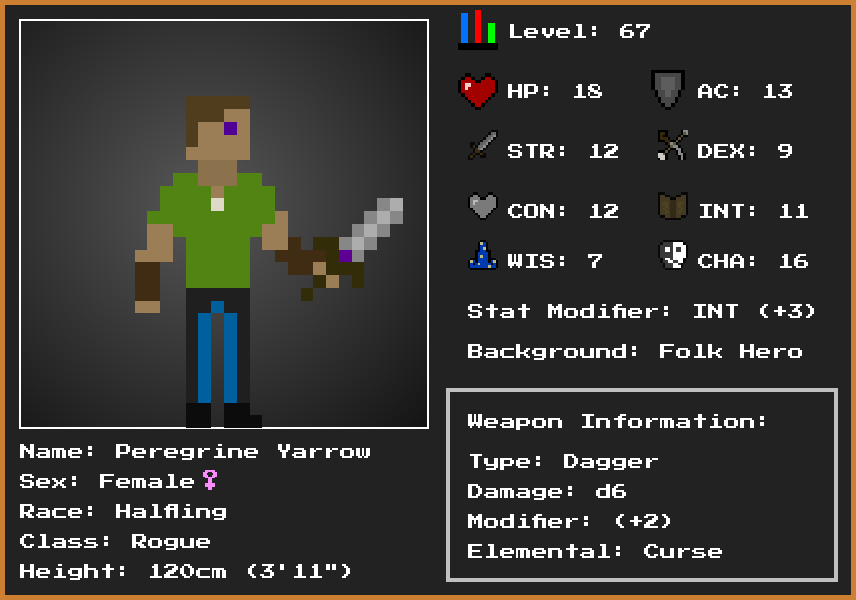 Level: 67
HP: 18 AC: 13
STR: 12 DEX: 9
CON: 12 INT: 11
WIS: 7 CHA: 16
Stat Modifier: INT (+3)
Background: Folk Hero
Weapon Information:
Type: Dagger
Damage: d6
Modifier: (+2)
Elemental: Curse
Name: Peregrine Yarrow
Sex: Female♀
Race: Halfling
Class: Rogue
Height: 120cm (3'11")